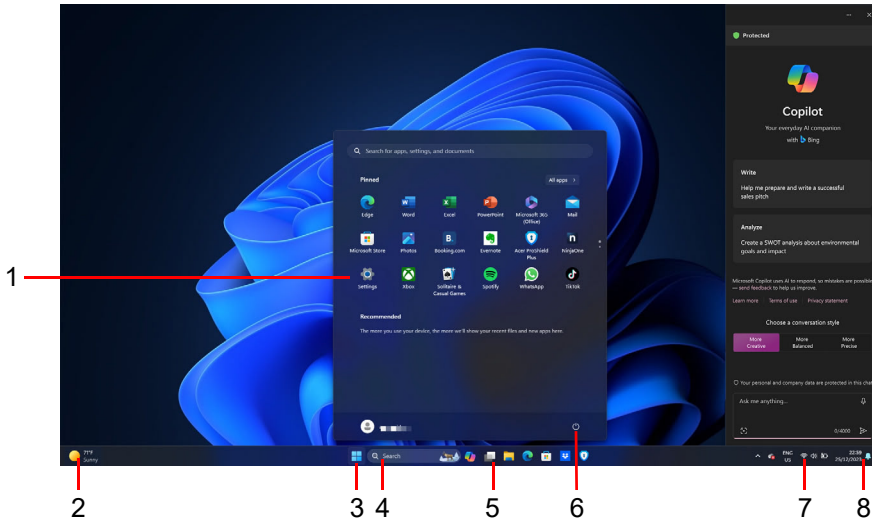 Protected
Copilot
Your everyday AI companion
with Bing
Write
Help me prepare and write a successful
sales pitch
Analyze
Create a SWOT analysis about environmental
goals and impact
Microsoft Copilot uses AI to respond, so mistakes are possible
— send feedback to help us improve.
Learn more Terms of use Privacy statement
Choose a conversation style
More Creative
More Balanced
More Precise
Your personal and company data are protected in this chat
Ask me anything...
0/4000
Search for apps, settings, and documents
Pinned
All apps >
Edge Word Excel PowerPoint Microsoft 365 (Office) Mail
Microsoft Store Photos Booking.com Evernote Acer ProShield Plus NinjaOne
Settings Xbox Solitaire & Casual Games Spotify WhatsApp TikTok
Recommended
The more you use your device, the more we'll show your recent files and new apps here.
77°F
Sunny
Search
ENG
US
22:39
25/12/2023
1
2 3 4 5 6 7 8